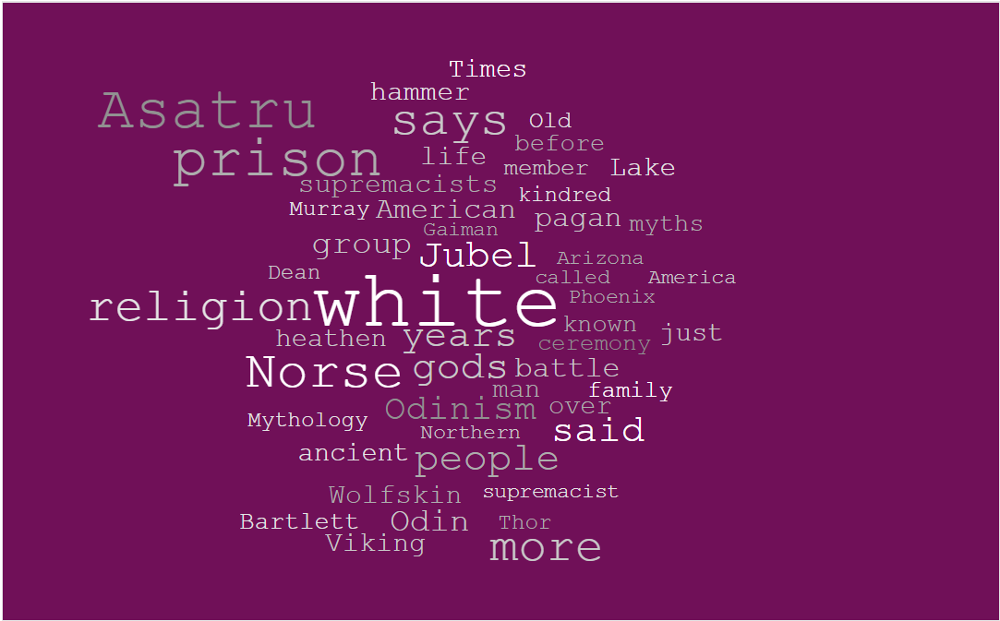 Times
hammer
Asatru
says
Old
before
prison
life
member
Lake
supremacists
kindred
Murray
American
pagan
myths
Gaiman
group
Jubel
Arizona
Dean
called
America
white
Phoenix
religion
known
just
heathen
years
ceremony
Norse
gods
battle
man
family
Odinism
over
Mythology
Northern
said
ancient
people
Wolfskin
supremacist
Bartlett
Odin
Thor
Viking
more